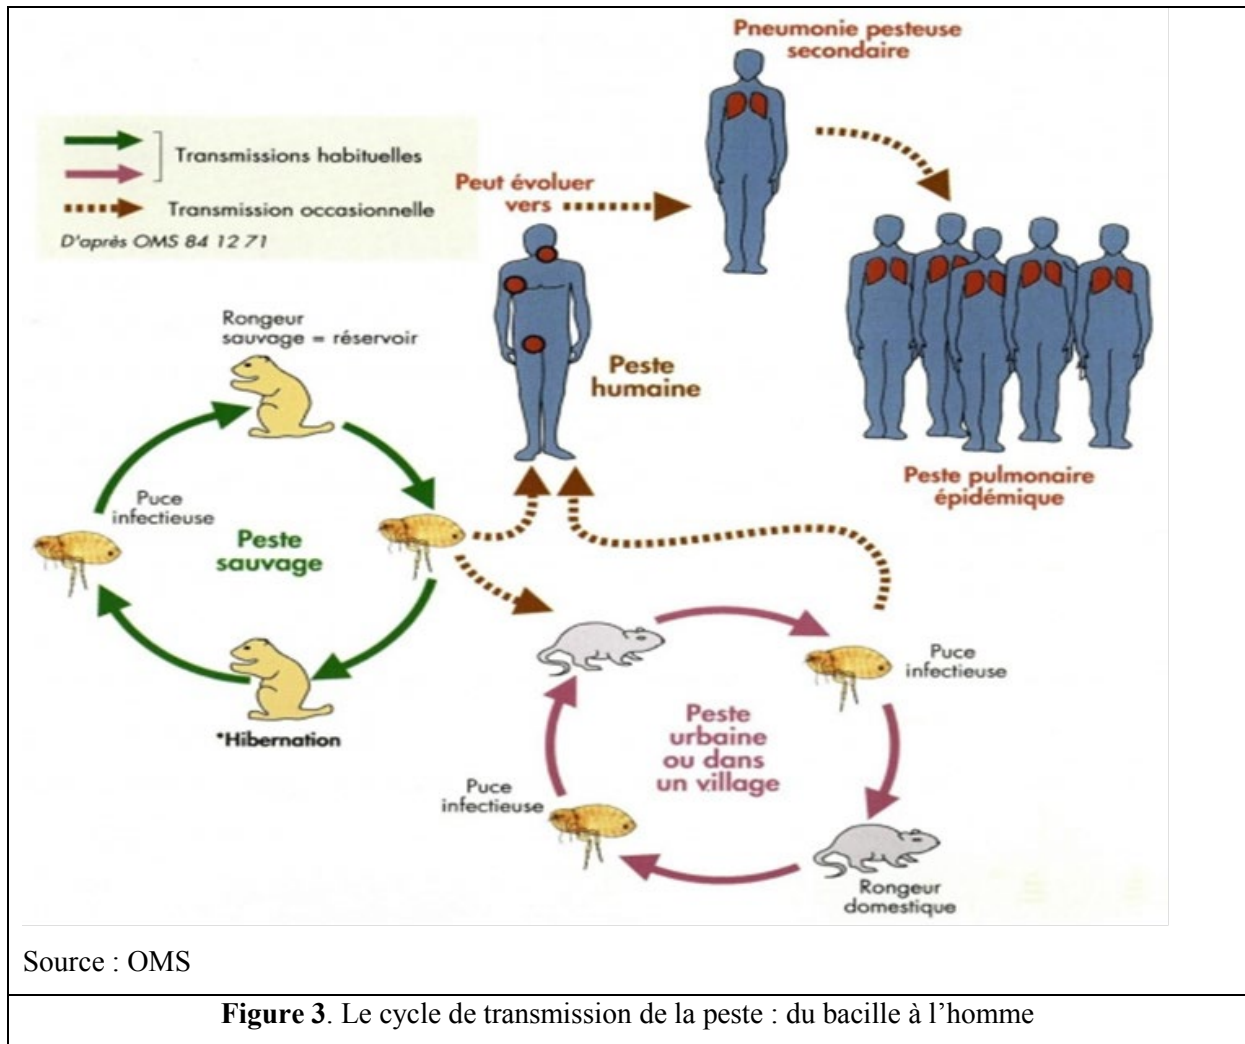 Pneumonie pesteuse
secondaire
Transmissions habituelles
Transmission occasionnelle
D'après OMS 84 12 71
Peut évoluer
vers
Rongeur
sauvage = réservoir
Peste
humaine
Peste pulmonaire
épidémique
Puce
infectieuse
Peste
sauvage
*Hibernation
Puce
infectieuse
Peste
urbaine
ou dans
un village
Puce
infectieuse
Rongeur
domestique
Source : OMS
Figure 3. Le cycle de transmission de la peste : du bacille à l'homme